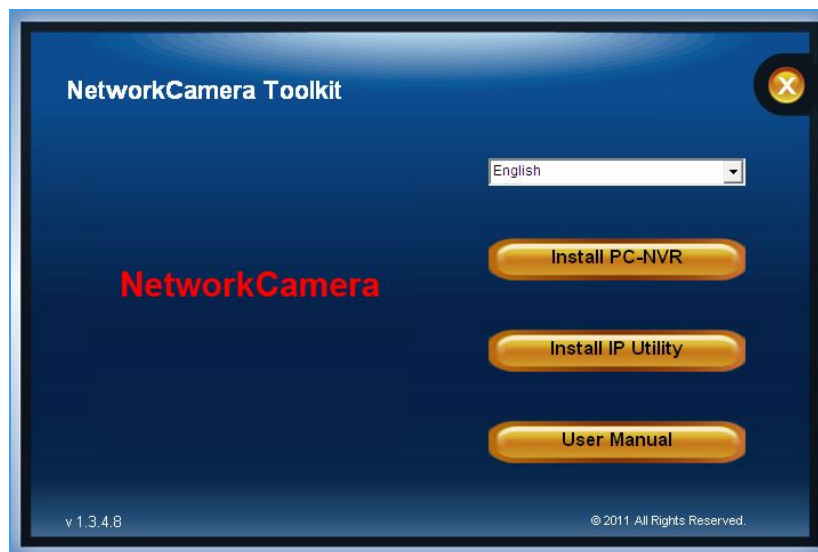 NetworkCamera Toolkit
X
English
Install PC-NVR
NetworkCamera
Install IP Utility
User Manual
v 1.3.4.8
© 2011 All Rights Reserved.